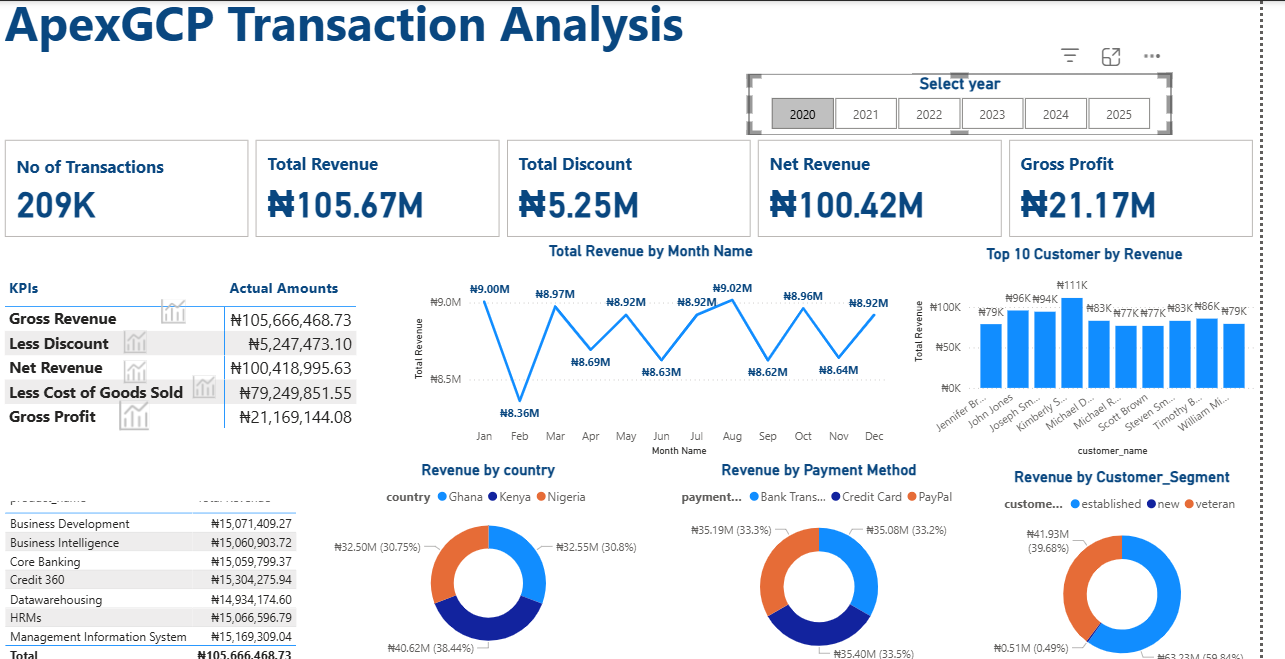 ApexGCP Transaction Analysis
Select year
2020 2021 2022 2023 2024 2025
No of Transactions
209K
Total Revenue
₦105.67M
Total Discount
₦5.25M
Net Revenue
₦100.42M
Gross Profit
₦21.17M
KPIs Actual Amounts
Gross Revenue ₦105,666,468.73
Less Discount ₦5,247,473.10
Net Revenue ₦100,418,995.63
Less Cost of Goods Sold ₦79,249,851.55
Gross Profit ₦21,169,144.08
Total Revenue by Month Name
Total Revenue
₦9.0M
₦8.5M
₦9.00M
₦8.36M
₦8.97M
₦8.69M
₦8.92M
₦8.63M
₦8.92M
₦9.02M
₦8.62M
₦8.96M
₦8.64M
₦8.92M
Jan Feb Mar Apr May Jun Jul Aug Sep Oct Nov Dec
Month Name
Top 10 Customer by Revenue
Total Revenue
₦100K
₦50K
₦0K
₦79K
₦96K
₦94K
₦111K
₦83K
₦77K
₦77K
₦83K
₦86K
₦79K
Jennifer Br...
John Jones
Joseph Sm...
Kimberly S...
Michael D...
Michael R...
Scott Brown
Steven Sm...
Timothy B...
William Mi...
customer_name
product_name Total Revenue
Business Development ₦15,071,409.27
Business Intelligence ₦15,060,903.72
Core Banking ₦15,059,799.37
Credit 360 ₦15,304,275.94
Datawarehousing ₦14,934,174.60
HRMs ₦15,066,596.79
Management Information System ₦15,169,309.04
Total ₦105,666,468.73
Revenue by country
country Ghana Kenya Nigeria
₦32.50M (30.75%)
₦32.55M (30.8%)
₦40.62M (38.44%)
Revenue by Payment Method
payment... Bank Trans... Credit Card PayPal
₦35.19M (33.3%)
₦35.08M (33.2%)
₦35.40M (33.5%)
Revenue by Customer_Segment
custome... established new veteran
₦41.93M
(39.68%)
₦0.51M (0.49%)
₦63.23M (59.84%)